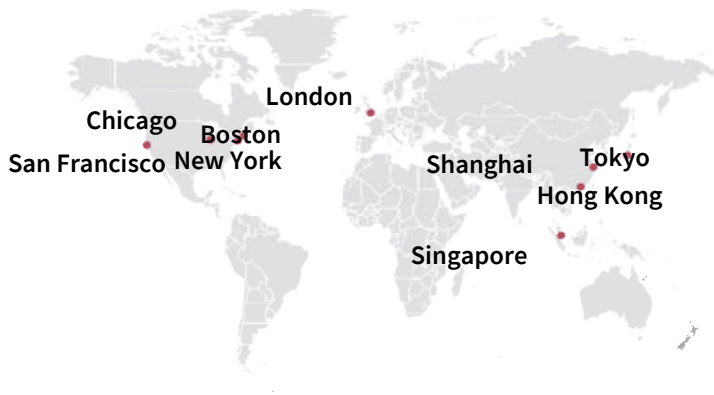 London
Chicago
Boston
San Francisco
New York
Shanghai
Tokyo
Hong Kong
Singapore